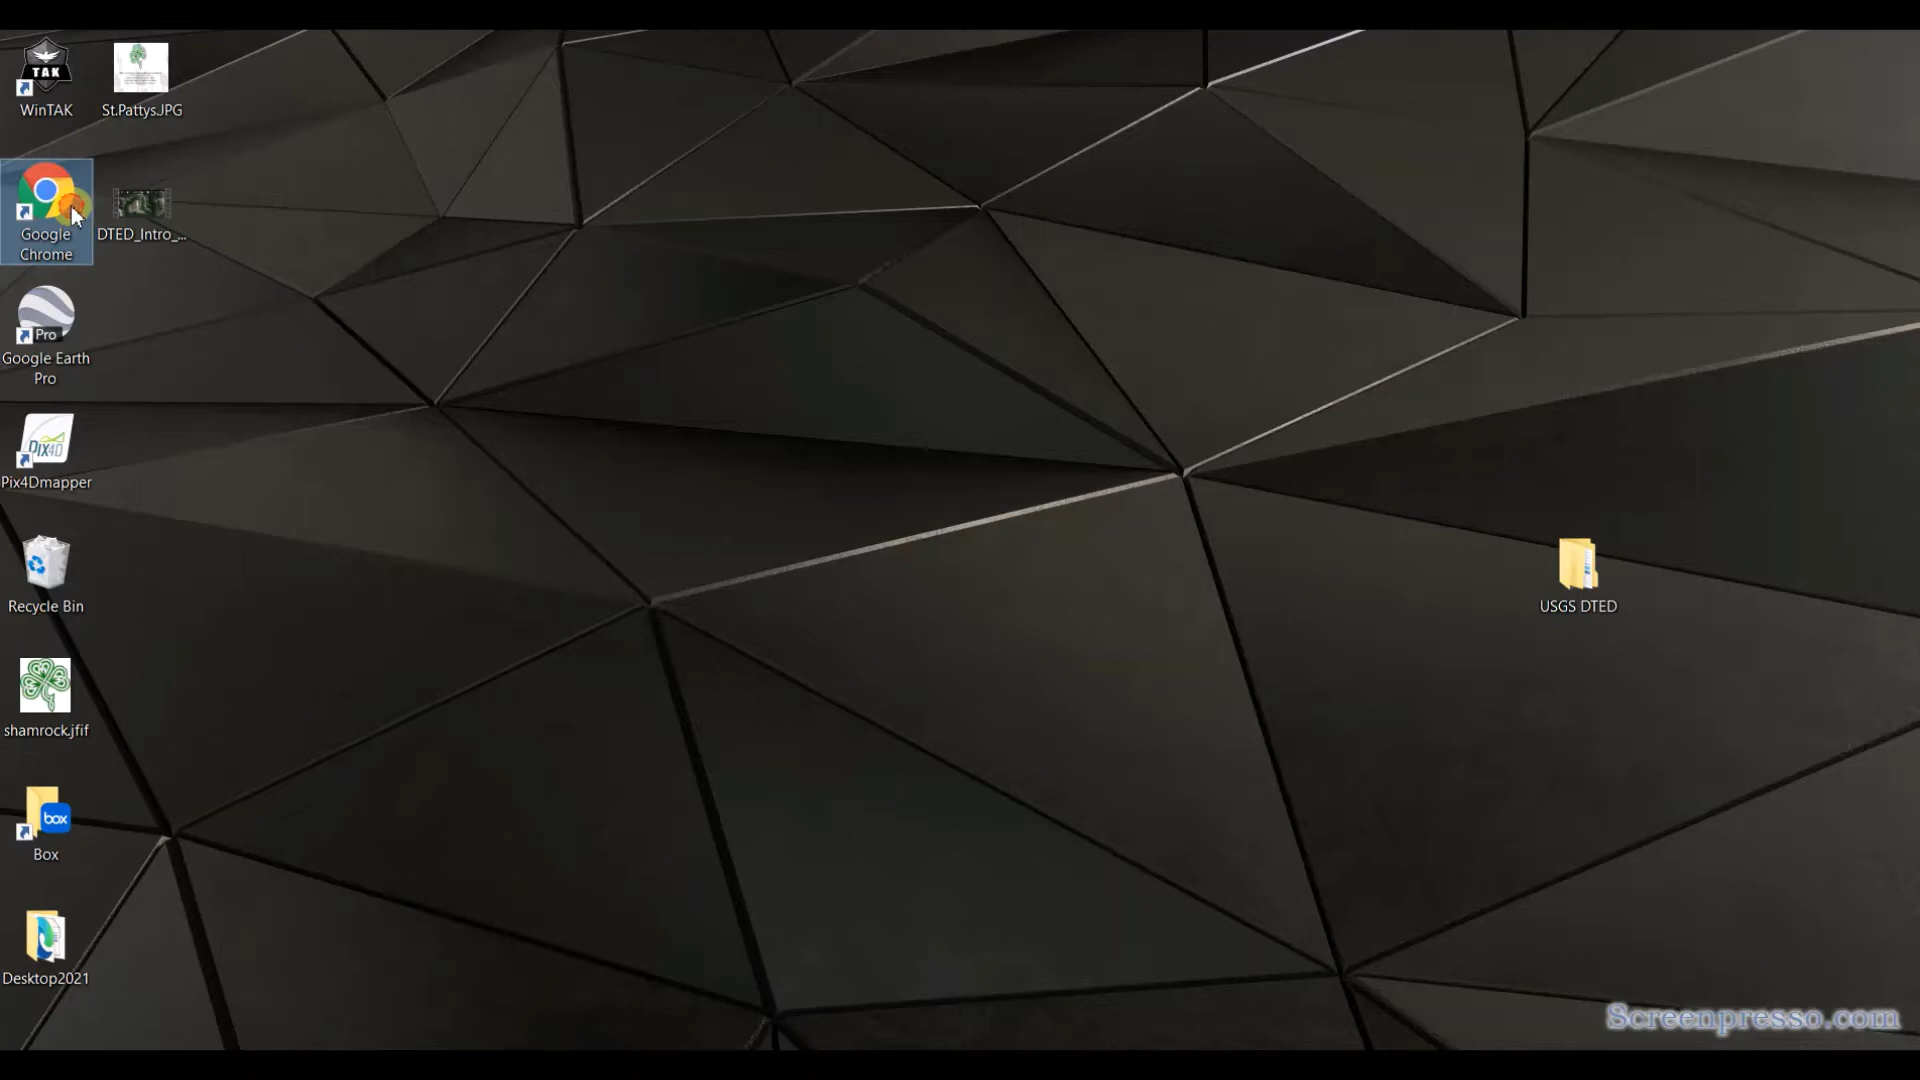 TAK
WinTAK
St.Pattys.JPG
Google
Chrome
DTED_Intro_...
Pro
Google Earth
Pro
PIX4D
Pix4Dmapper
Recycle Bin
USGS DTED
shamrock.jfif
box
Box
Desktop2021
Screenpresso.com